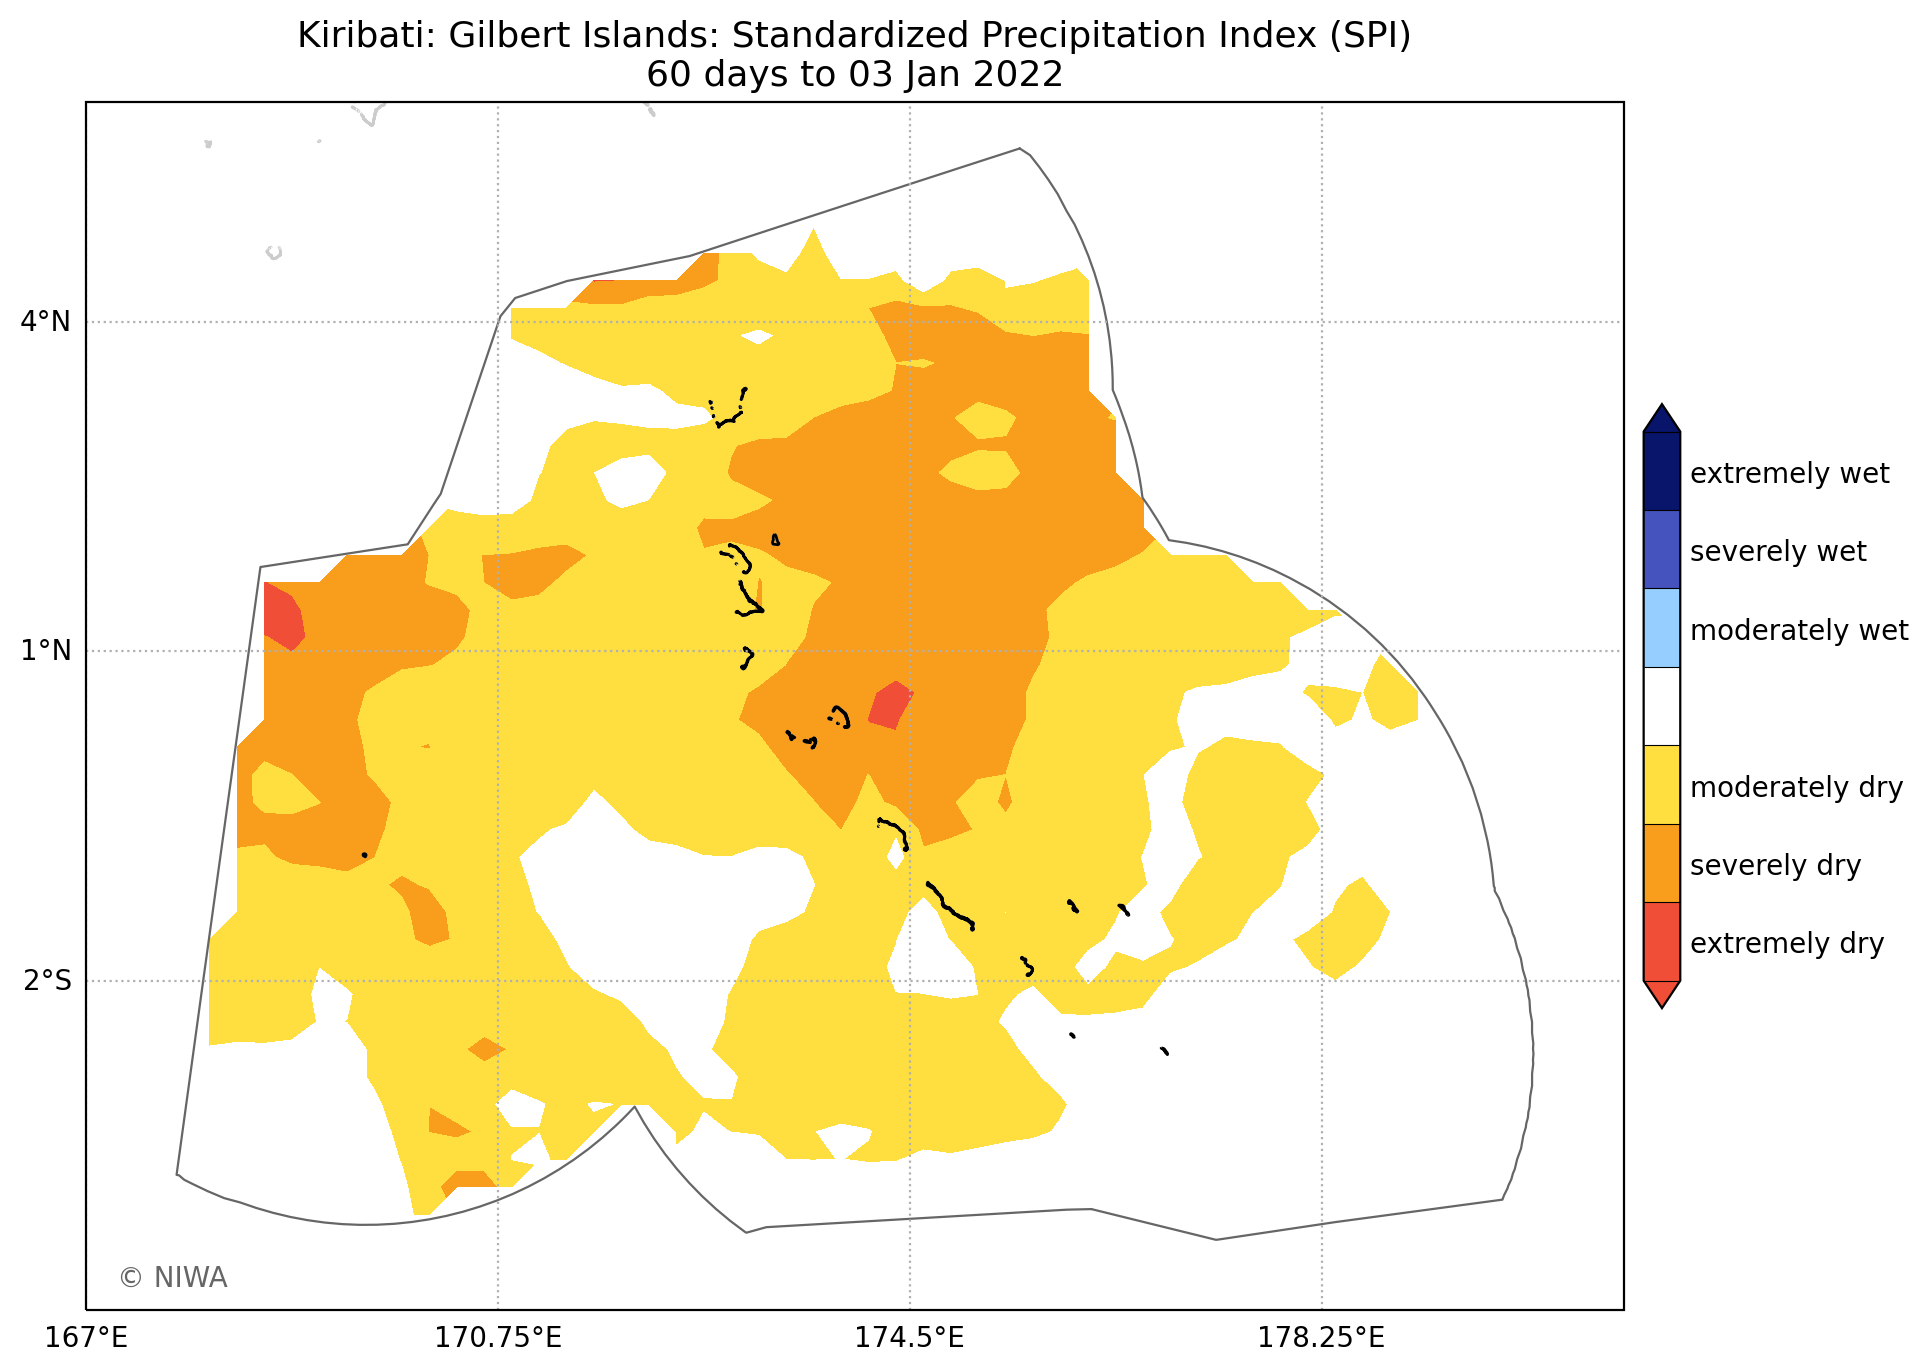 Kiribati: Gilbert Islands: Standardized Precipitation Index (SPI)
60 days to 03 Jan 2022
4°N
1°N
2°S
extremely wet
severely wet
moderately wet
moderately dry
severely dry
extremely dry
© NIWA
167°E
170.75°E
174.5°E
178.25°E